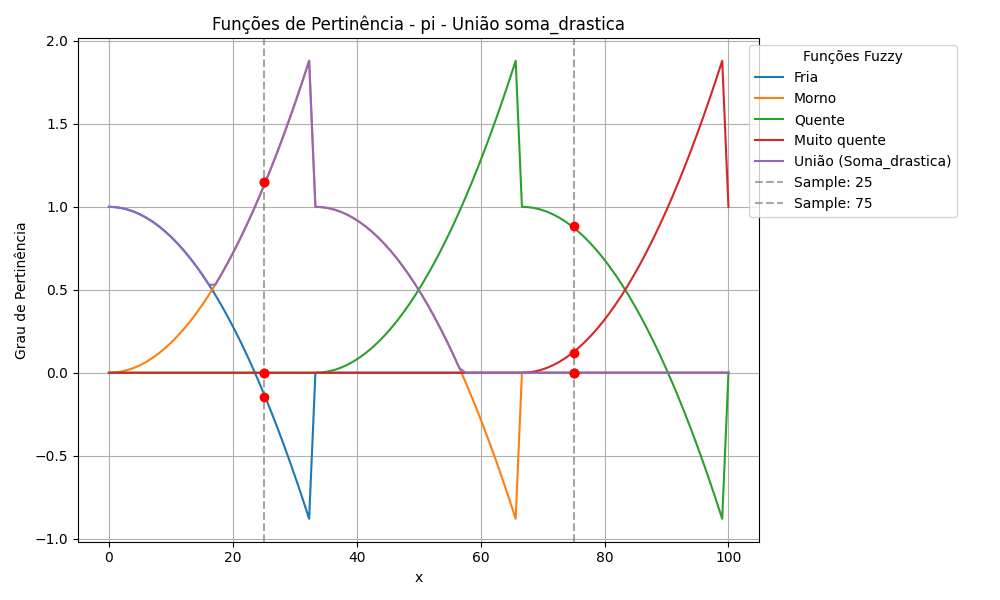 Funções de Pertinência - pi - União soma_drastica
Grau de Pertinência
2.0
1.5
1.0
0.5
0.0
−0.5
−1.0
0
20
40
60
80
100
x
Funções Fuzzy
Fria
Morno
Quente
Muito quente
União (Soma_drastica)
Sample: 25
Sample: 75